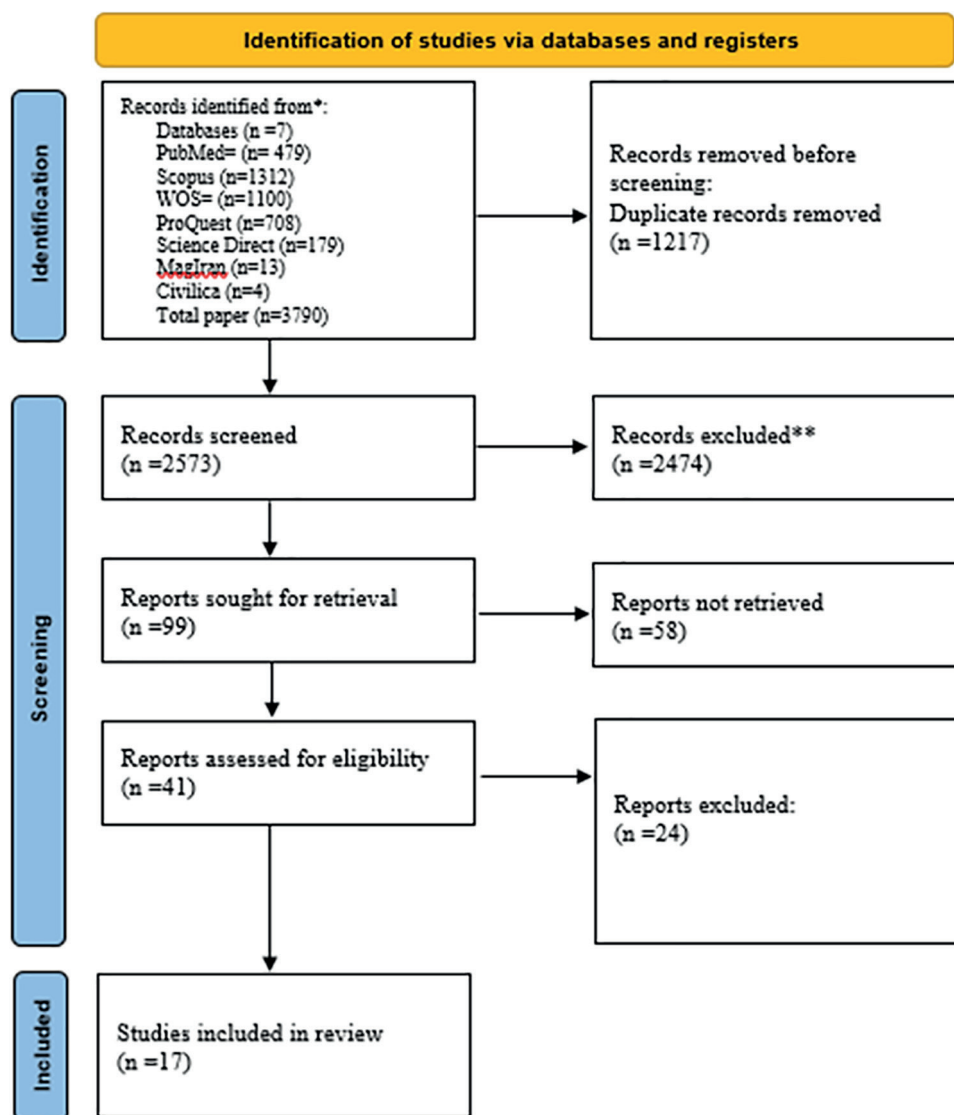 Identification of studies via databases and registers
Identification
Records identified from*:
Databases (n =7)
PubMed= (n= 479)
Scopus (n=1312)
WOS= (n=1100)
ProQuest (n=708)
Science Direct (n=179)
MagIran (n=13)
Civilica (n=4)
Total paper (n=3790)
Records removed before
screening:
Duplicate records removed
(n =1217)
Screening
Records screened
(n =2573)
Records excluded**
(n =2474)
Reports sought for retrieval
(n =99)
Reports not retrieved
(n =58)
Reports assessed for eligibility
(n =41)
Reports excluded:
(n =24)
Included
Studies included in review
(n =17)